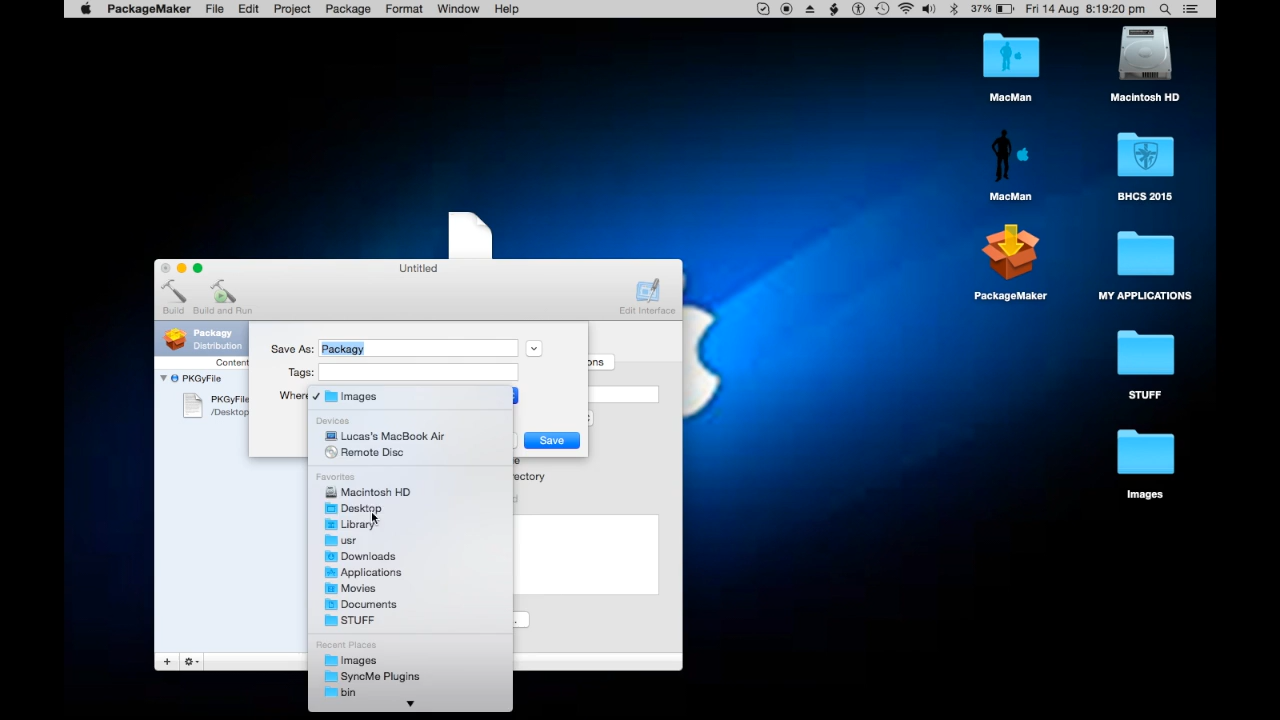 PackageMaker File Edit Project Package Format Window Help 37% Fri 14 Aug 8:19:20 pm
MacMan
Macintosh HD
MacMan
BHCS 2015
PackageMaker
MY APPLICATIONS
STUFF
Images
Untitled
Build Build and Run Edit Interface
Packagy
Distribution
Content
PKGyFile
PKGyFile
/Desktop
Save As: Packagy
Tags:
Where: Images
Save
Devices
Lucas's MacBook Air
Remote Disc
Favorites
Macintosh HD
Desktop
Library
usr
Downloads
Applications
Movies
Documents
STUFF
Recent Places
Images
SyncMe Plugins
bin
ons
e
rectory
d